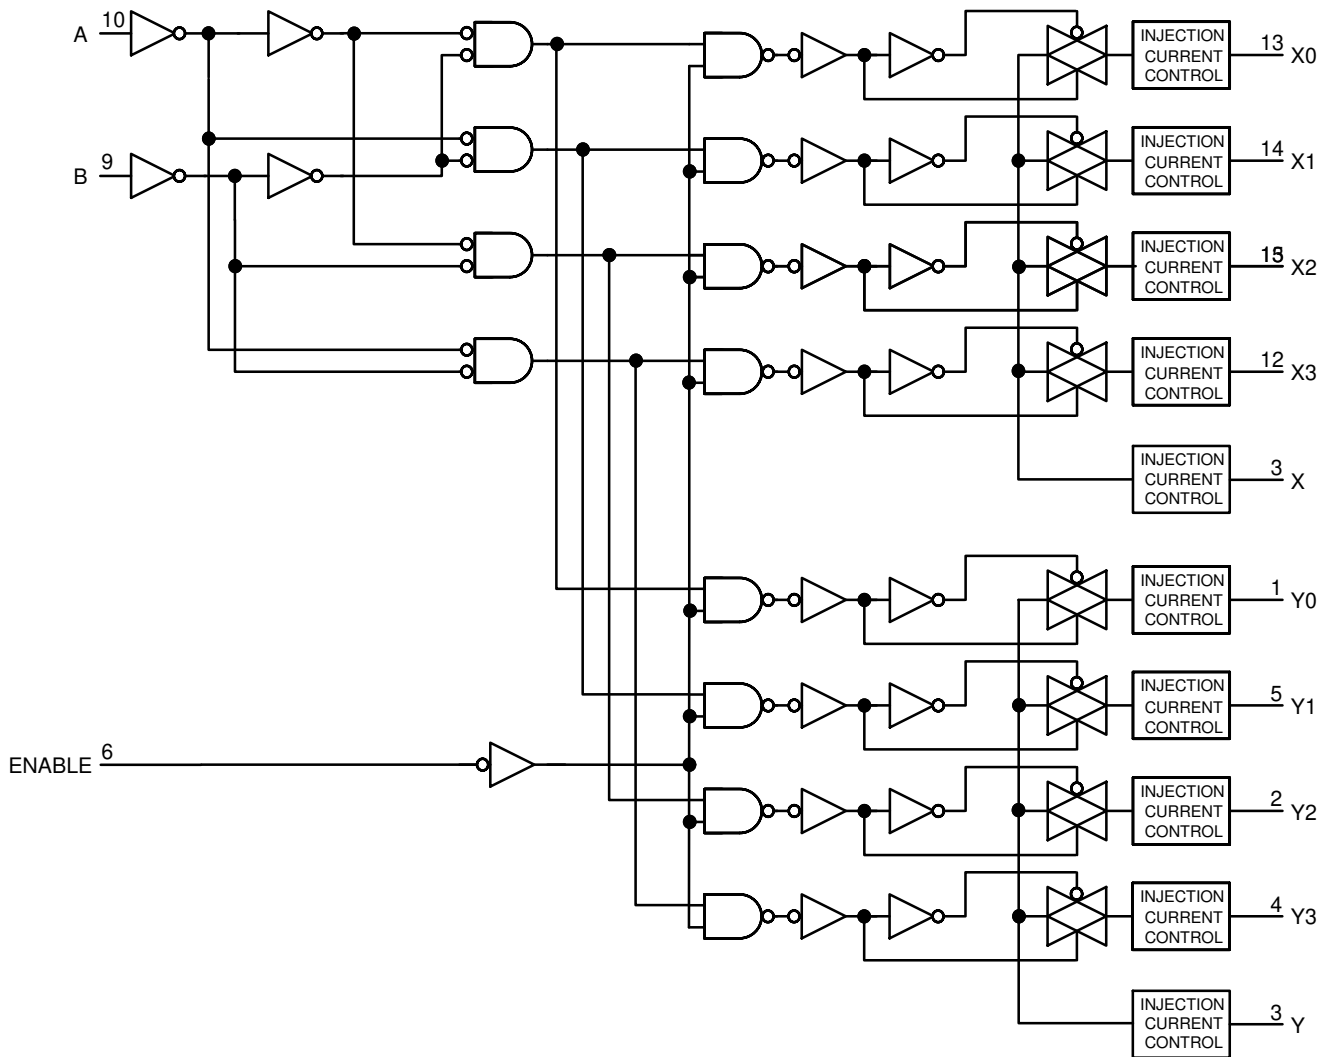 A 10
INJECTION
CURRENT
CONTROL
13 X0
B 9
INJECTION
CURRENT
CONTROL
14 X1
INJECTION
CURRENT
CONTROL
X2
INJECTION
CURRENT
CONTROL
12 X3
INJECTION
CURRENT
CONTROL
3 X
INJECTION
CURRENT
CONTROL
1 Y0
INJECTION
CURRENT
CONTROL
5 Y1
ENABLE 6
INJECTION
CURRENT
CONTROL
2 Y2
INJECTION
CURRENT
CONTROL
4 Y3
INJECTION
CURRENT
CONTROL
3 Y